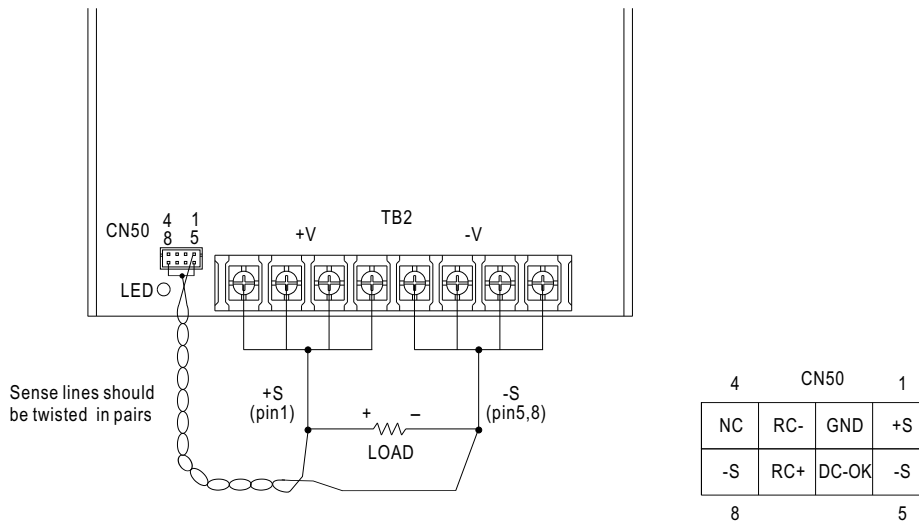 TB2
CN50 4 1
8 5
+V -V
LED
Sense lines should
be twisted in pairs
+S
(pin1)
-S
(pin5,8)
+ –
LOAD
4 CN50 1
NC RC- GND +S
-S RC+ DC-OK -S
8 5